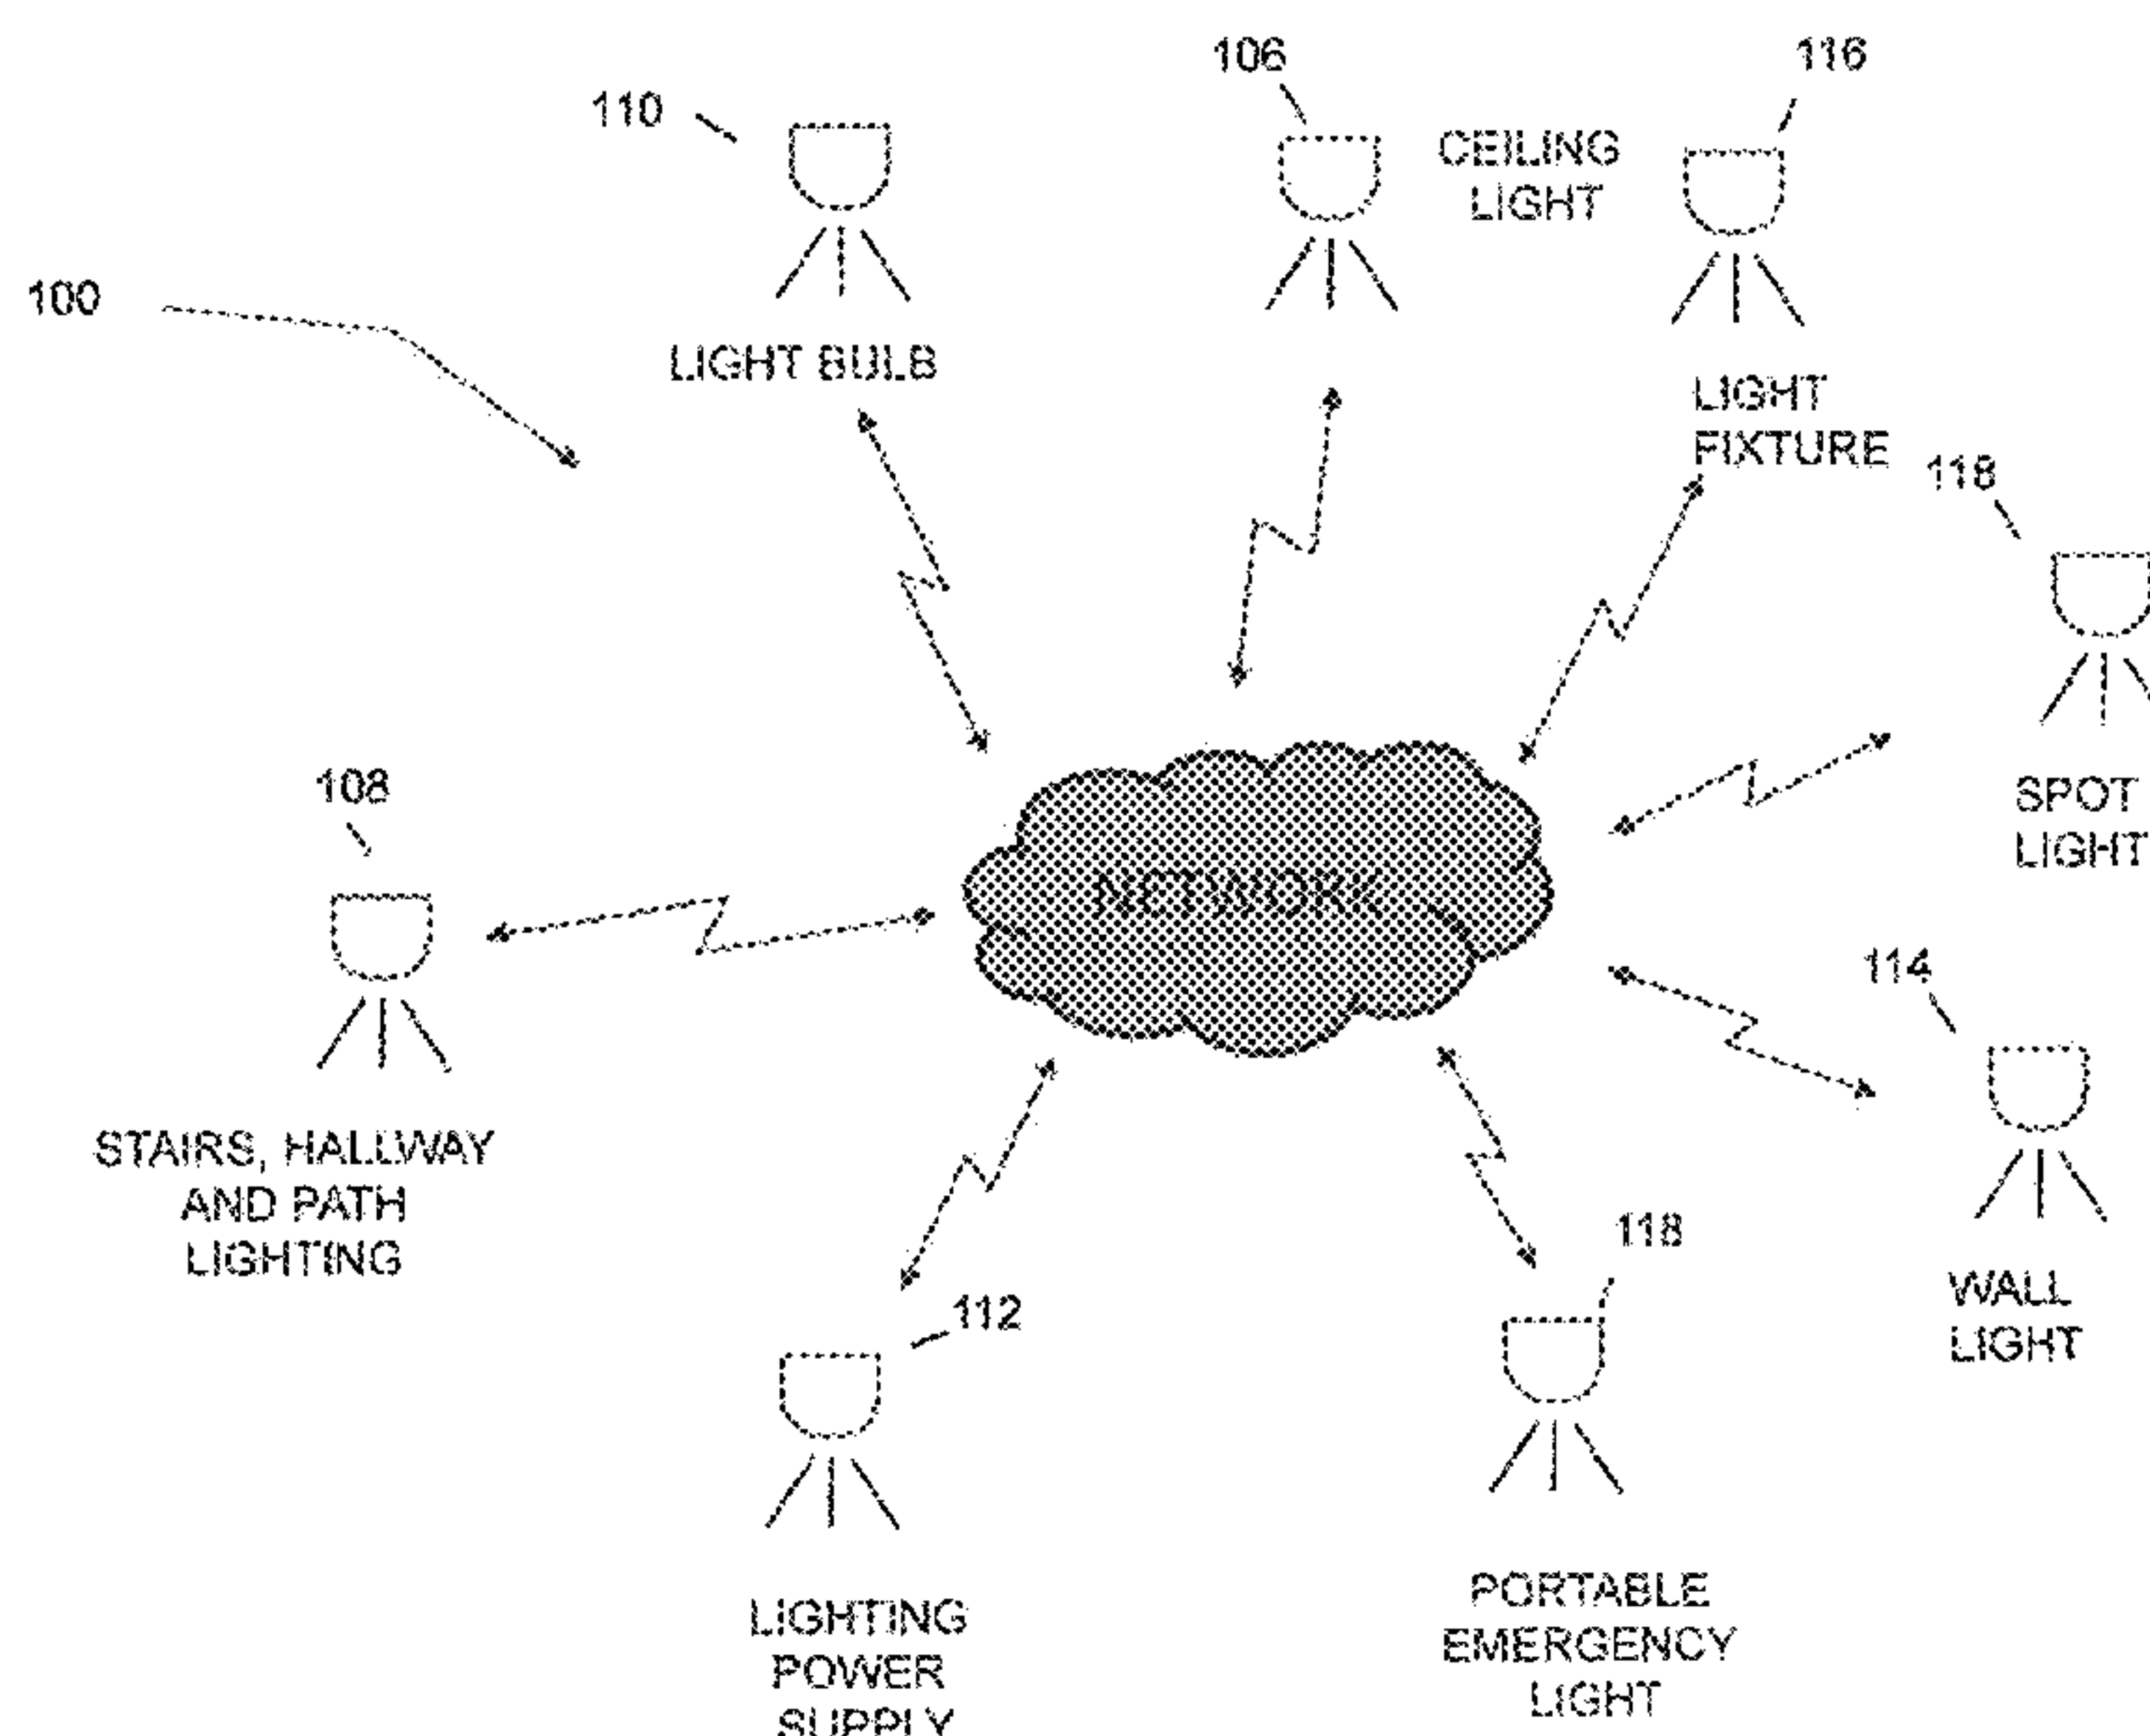 106
116
110
CEILING
LIGHT
100
LIGHT BULB
LIGHT
FIXTURE
118
108
SPOT
LIGHT
NETWORK
114
STAIRS, HALLWAY
AND PATH
LIGHTING
118
112
WALL
LIGHT
PORTABLE
EMERGENCY
LIGHT
LIGHTING
POWER
SUPPLY